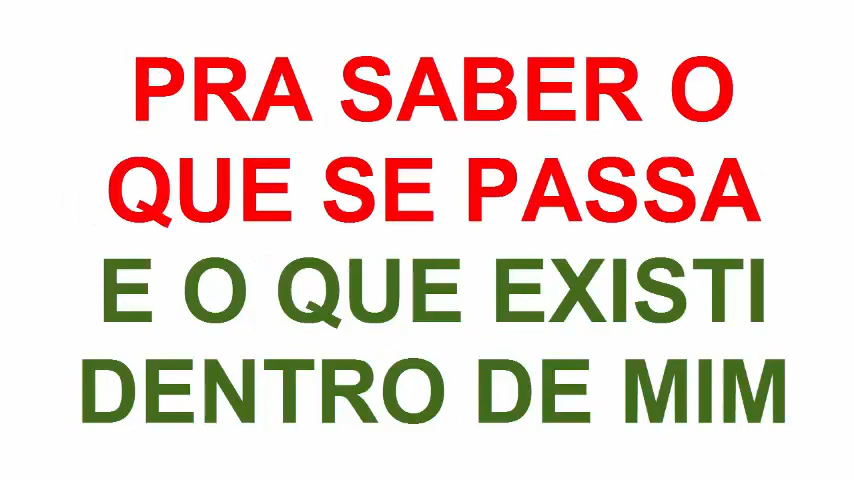 PRA SABER O
QUE SE PASSA
E O QUE EXISTI
DENTRO DE MIM